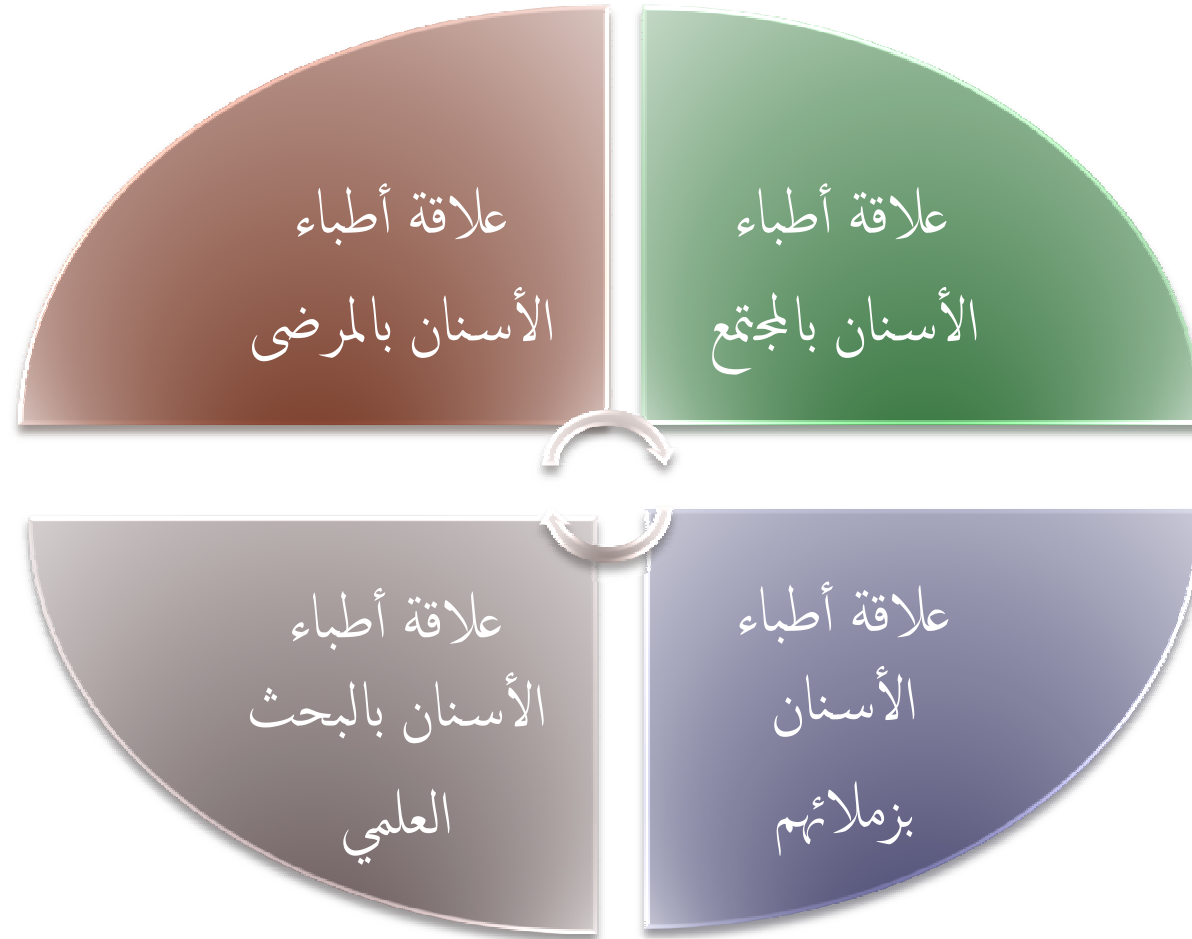 علاقة أطباء
الأسنان بالمجتمع
علاقة أطباء
الأسنان بالمرضى
علاقة أطباء
الأسنان
بزملائهم
علاقة أطباء
الأسنان بالبحث
العلمي